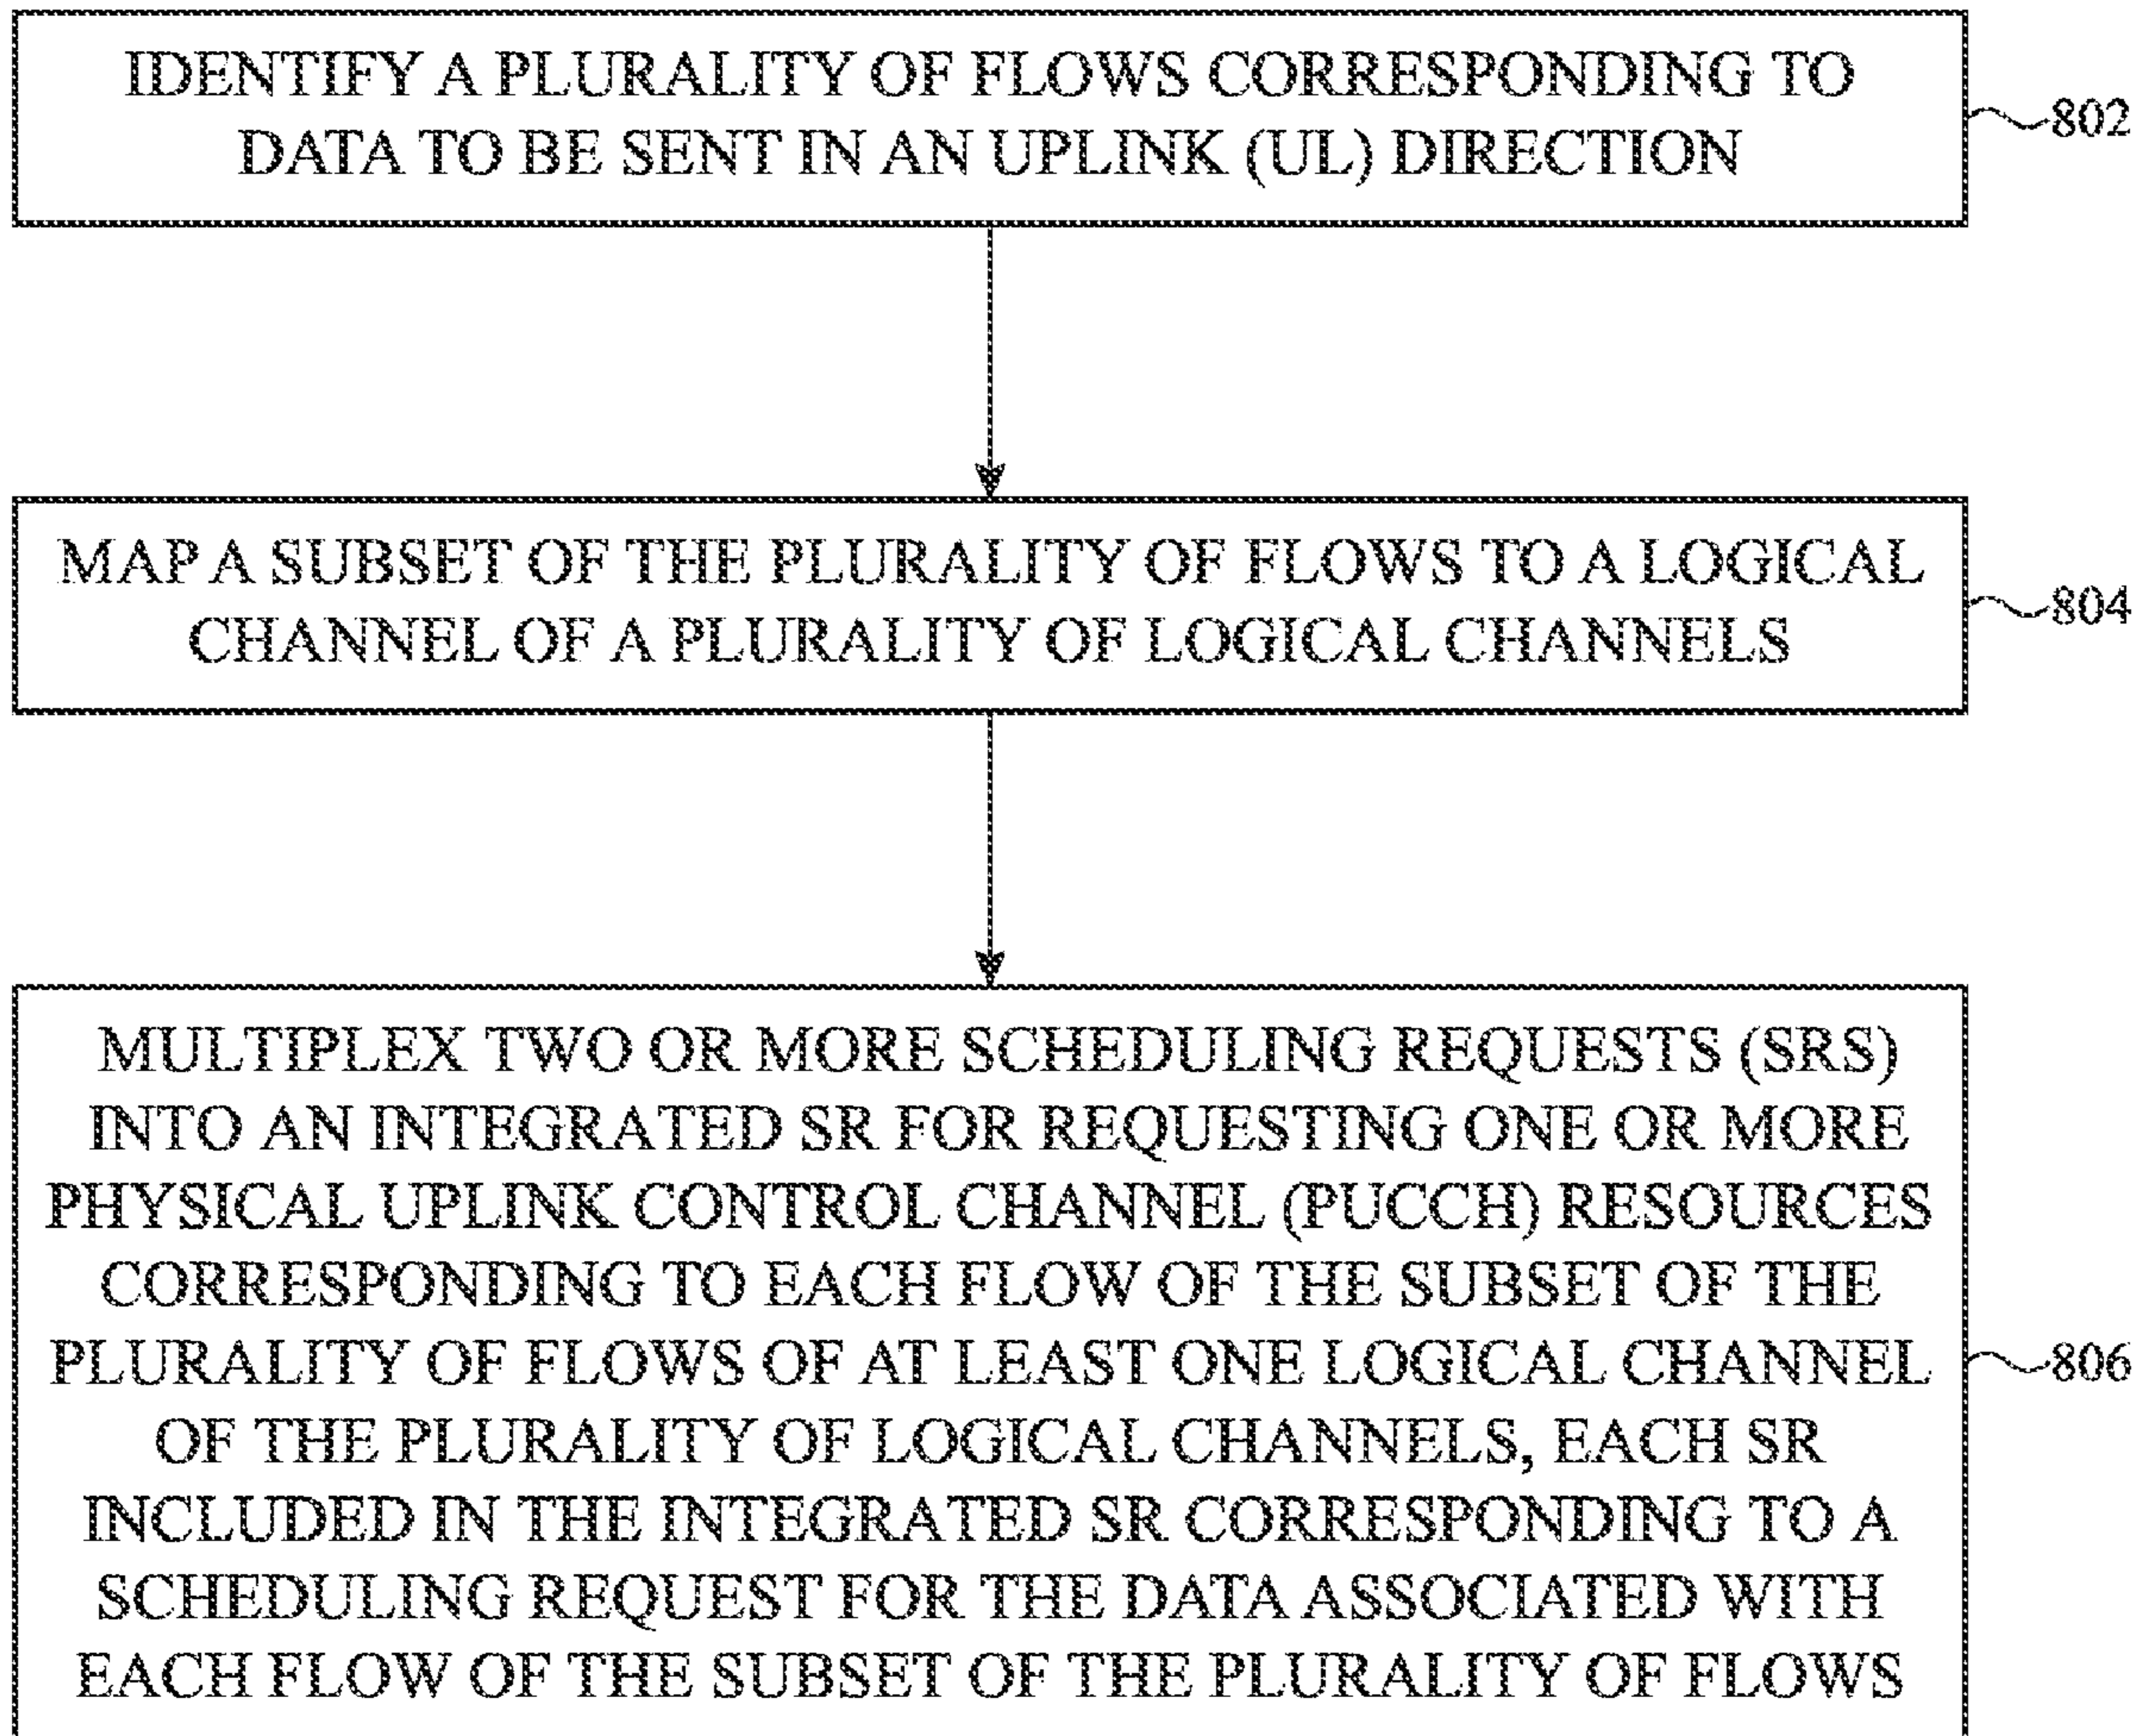 IDENTIFY A PLURALITY OF FLOWS CORRESPONDING TO
DATA TO BE SENT IN AN UPLINK (UL) DIRECTION
802
MAP A SUBSET OF THE PLURALITY OF FLOWS TO A LOGICAL
CHANNEL OF A PLURALITY OF LOGICAL CHANNELS
804
MULTIPLEX TWO OR MORE SCHEDULING REQUESTS (SRS)
INTO AN INTEGRATED SR FOR REQUESTING ONE OR MORE
PHYSICAL UPLINK CONTROL CHANNEL (PUCCH) RESOURCES
CORRESPONDING TO EACH FLOW OF THE SUBSET OF THE
PLURALITY OF FLOWS OF AT LEAST ONE LOGICAL CHANNEL
OF THE PLURALITY OF LOGICAL CHANNELS, EACH SR
INCLUDED IN THE INTEGRATED SR CORRESPONDING TO A
SCHEDULING REQUEST FOR THE DATA ASSOCIATED WITH
EACH FLOW OF THE SUBSET OF THE PLURALITY OF FLOWS
806